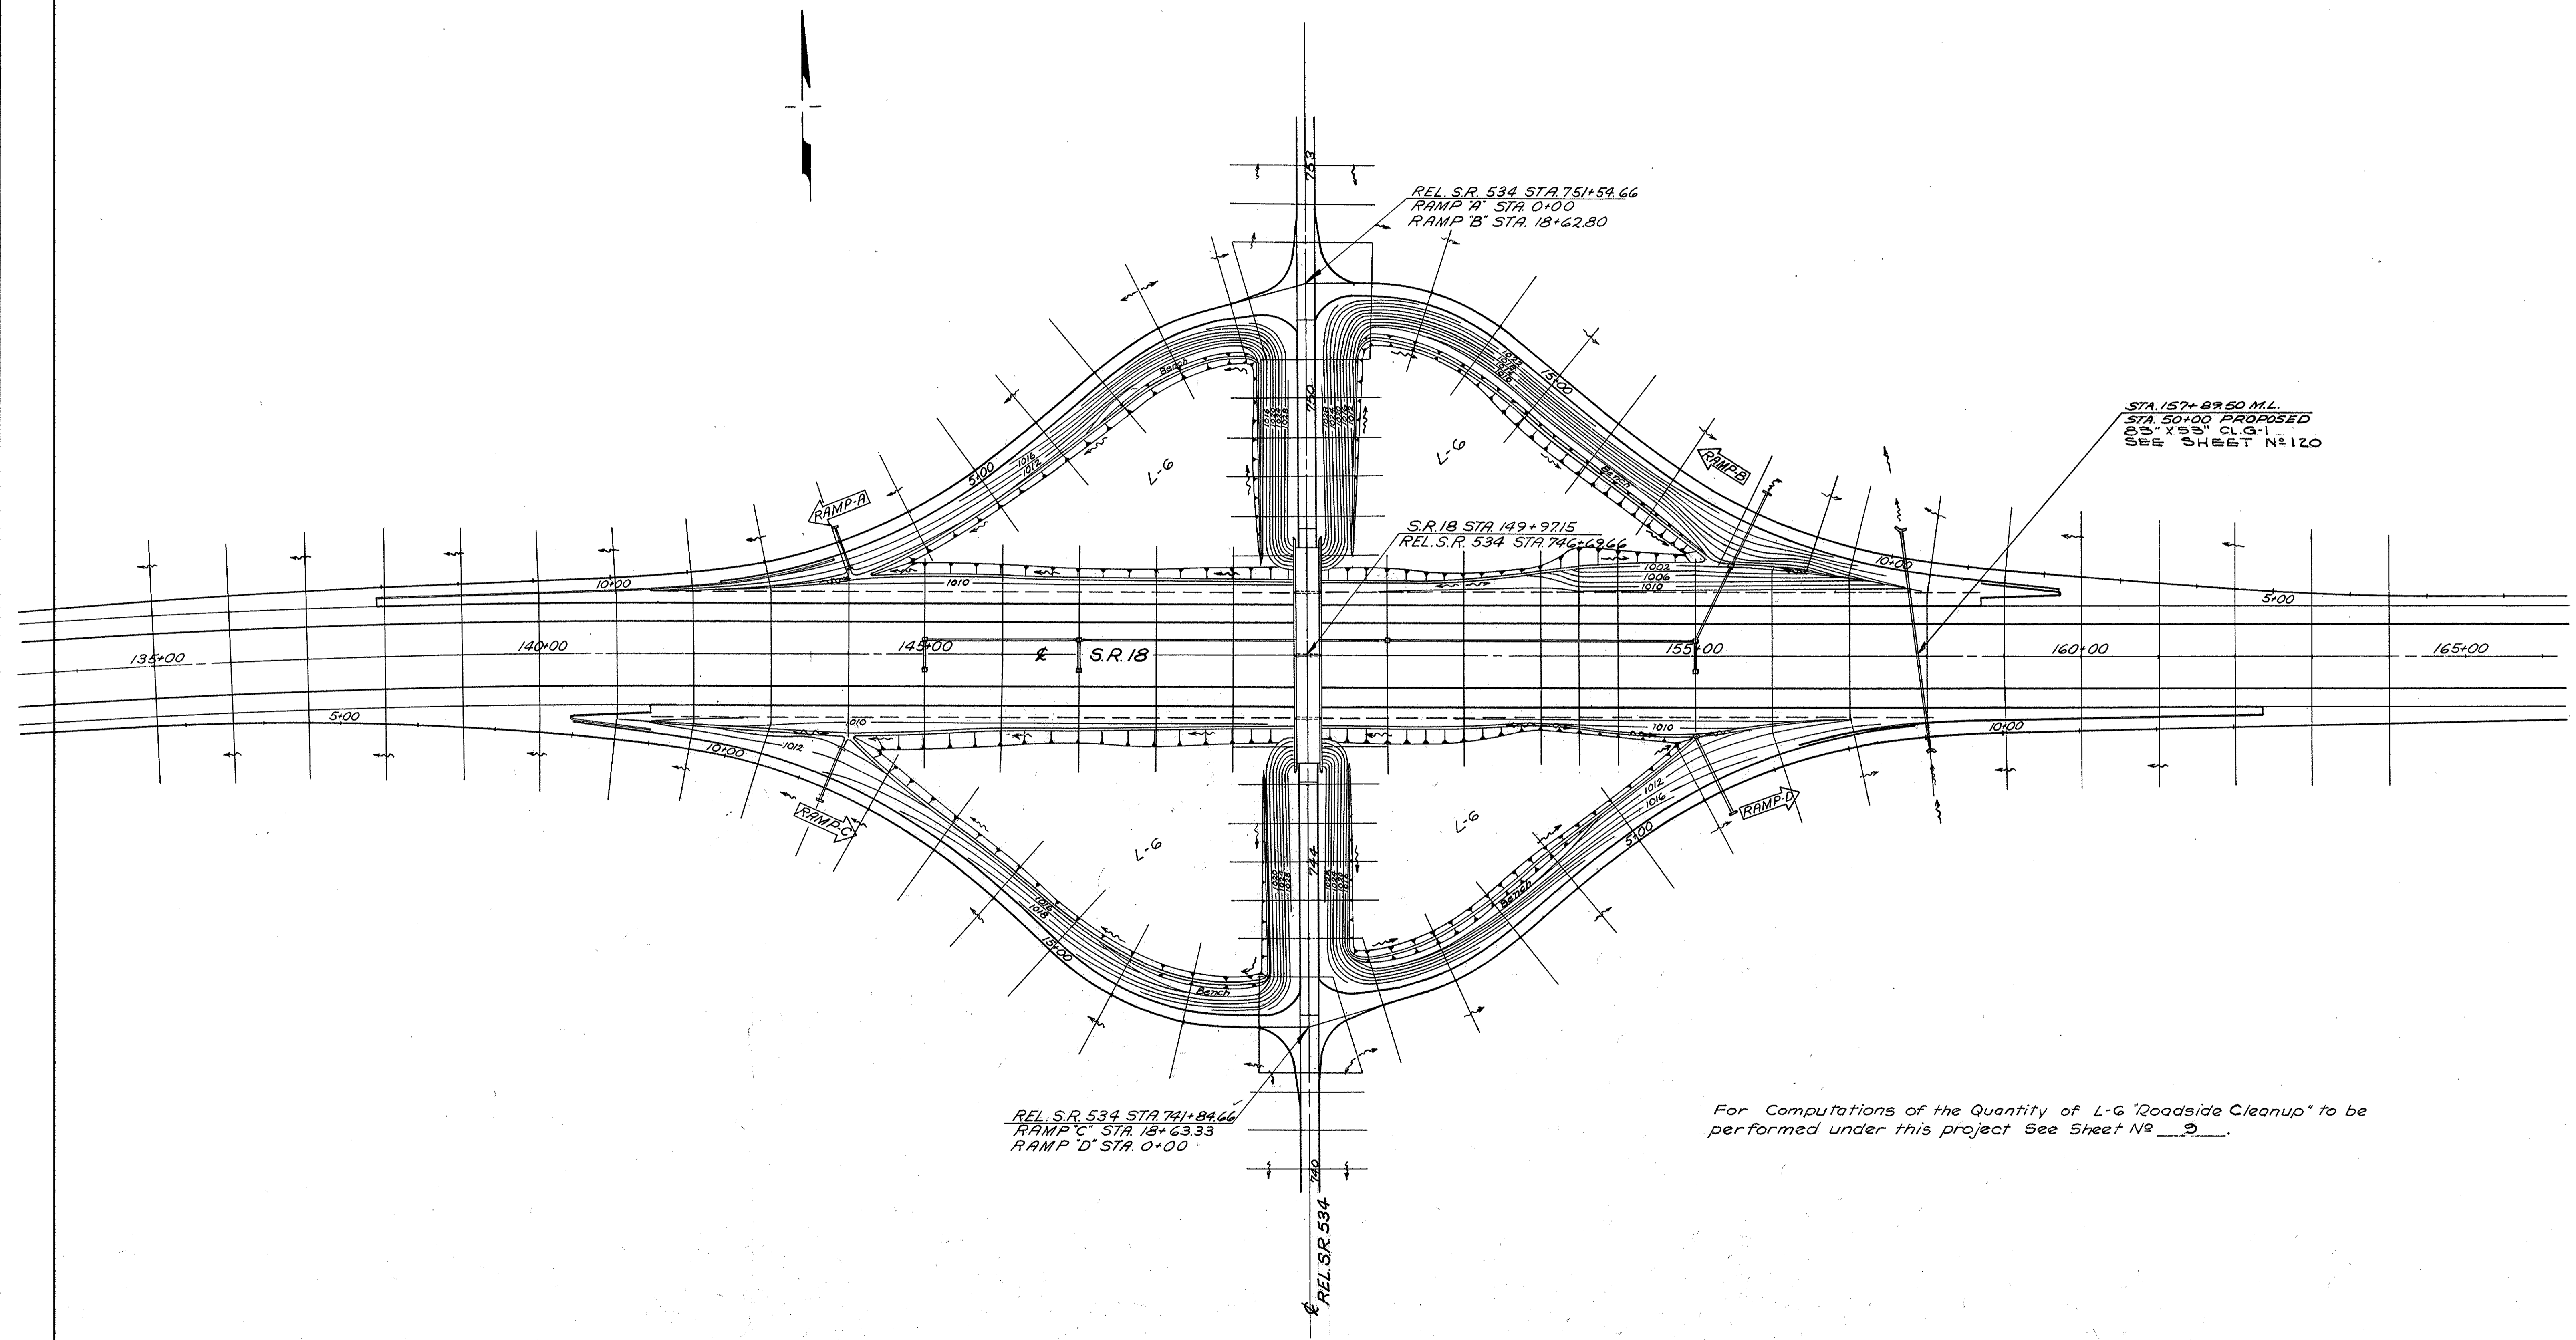 753
REL. S.R. 534 STA. 751+54.66
RAMP "A" STA. 0+00
RAMP "B" STA. 18+62.80
Bench
1016
1028
750
1028
1022
1018
15+00
STA. 157+89.50 M.L.
STA. 50+00 PROPOSED
83" X 53" CL.G-1
SEE SHEET Nº 120
5+00
1016
1012
L-6
L-6
Bench
RAMP-B
RAMP-A
S.R. 18 STA. 149+97.15
REL. S.R. 534 STA. 746+69.66
10+00
1010
1002
1006
1010
10+00
5+00
135+00
140+00
145+00
℄ S.R. 18
155+00
160+00
165+00
5+00
10+00
1012
1010
1010
10+00
RAMP-C
1012
1016
RAMP-D
L-6
L-6
744
5+00
1018
15+00
Bench
Bench
REL. S.R. 534 STA. 741+84.66
RAMP "C" STA. 18+63.33
RAMP "D" STA. 0+00
For Computations of the Quantity of L-6 "Roadside Cleanup" to be
performed under this project See Sheet Nº 9.
740
℄ REL. S.R. 534